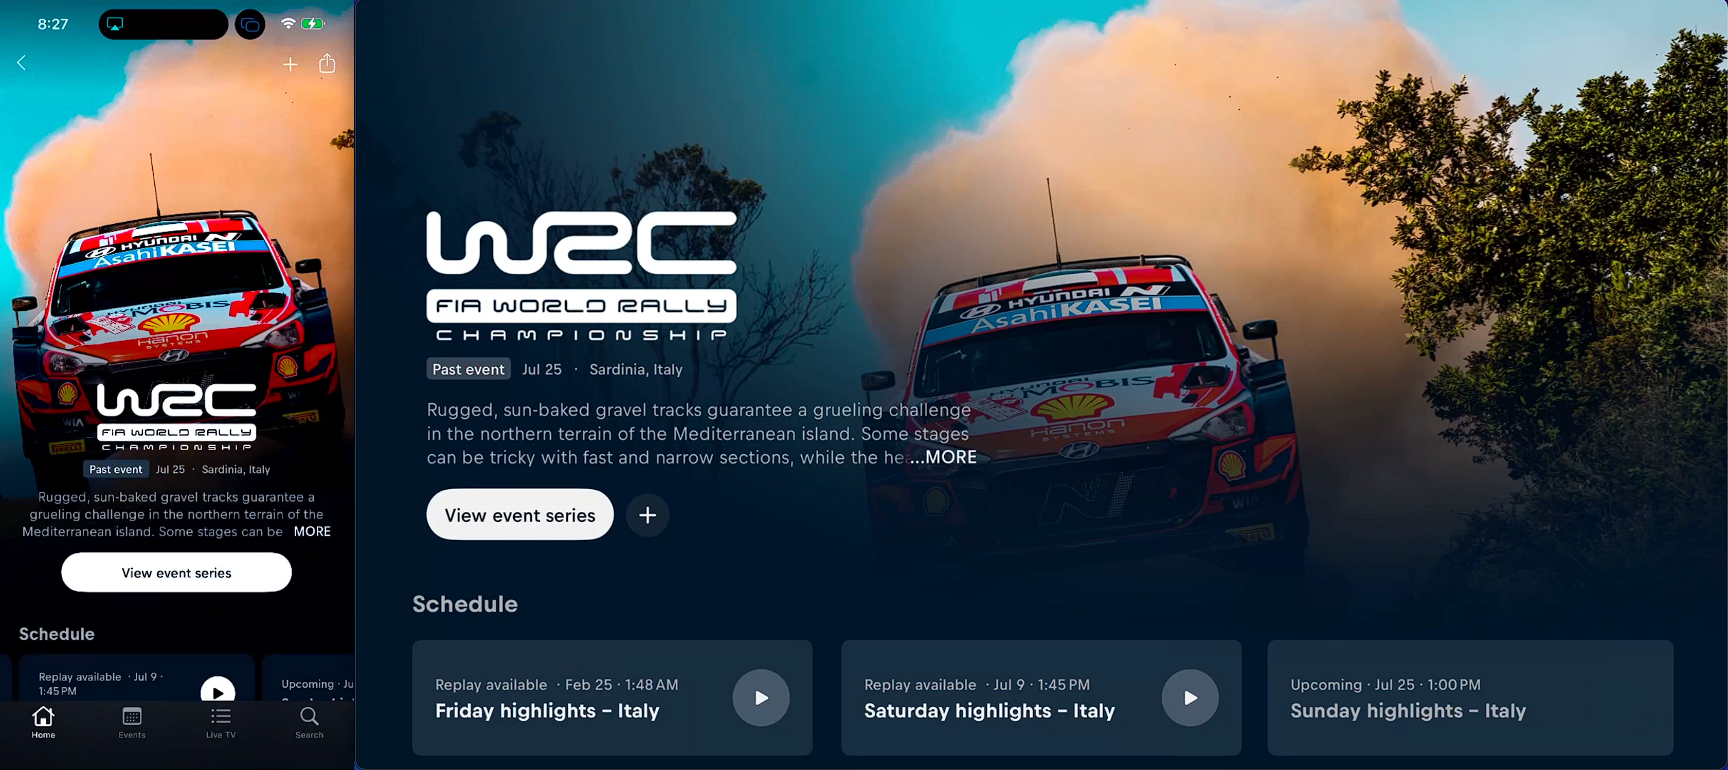 8:27
HYUNDAI N
AsahiKASEI
MOBIS
Hanon
SYSTEMS
WRC
FIA WORLD RALLY
CHAMPIONSHIP
Past event Jul 25 · Sardinia, Italy
Rugged, sun-baked gravel tracks guarantee a
grueling challenge in the northern terrain of the
Mediterranean island. Some stages can be MORE
View event series
Schedule
Replay available · Jul 9 ·
1:45 PM
Upcoming · Ju
Home
Events
Live TV
Search
HYUNDAI N
AsahiKASEI
MOBIS
Hanon
SYSTEMS
WRC
FIA WORLD RALLY
CHAMPIONSHIP
Past event Jul 25 · Sardinia, Italy
Rugged, sun-baked gravel tracks guarantee a grueling challenge
in the northern terrain of the Mediterranean island. Some stages
can be tricky with fast and narrow sections, while the he...MORE
View event series
Schedule
Replay available · Feb 25 · 1:48 AM
Friday highlights – Italy
Replay available · Jul 9 · 1:45 PM
Saturday highlights – Italy
Upcoming · Jul 25 · 1:00 PM
Sunday highlights – Italy